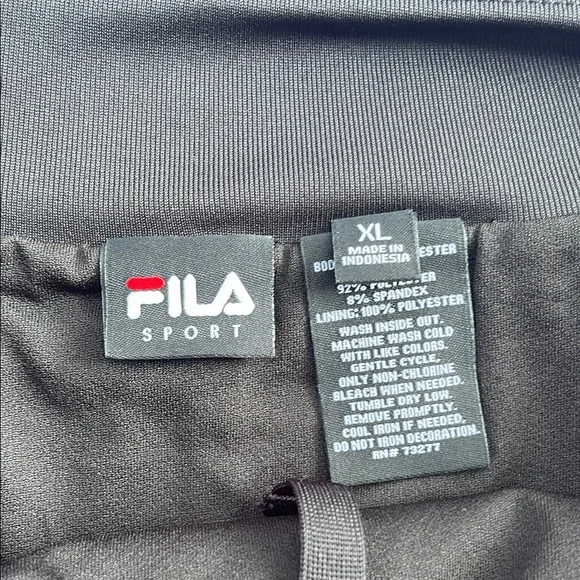 FILA
SPORT
XL
MADE IN
INDONESIA
92% POLYESTER
8% SPANDEX
LINING: 100% POLYESTER
WASH INSIDE OUT.
MACHINE WASH COLD
WITH LIKE COLORS.
GENTLE CYCLE,
ONLY NON-CHLORINE
BLEACH WHEN NEEDED.
TUMBLE DRY LOW.
REMOVE PROMPTLY.
COOL IRON IF NEEDED.
DO NOT IRON DECORATION.
RN# 73277